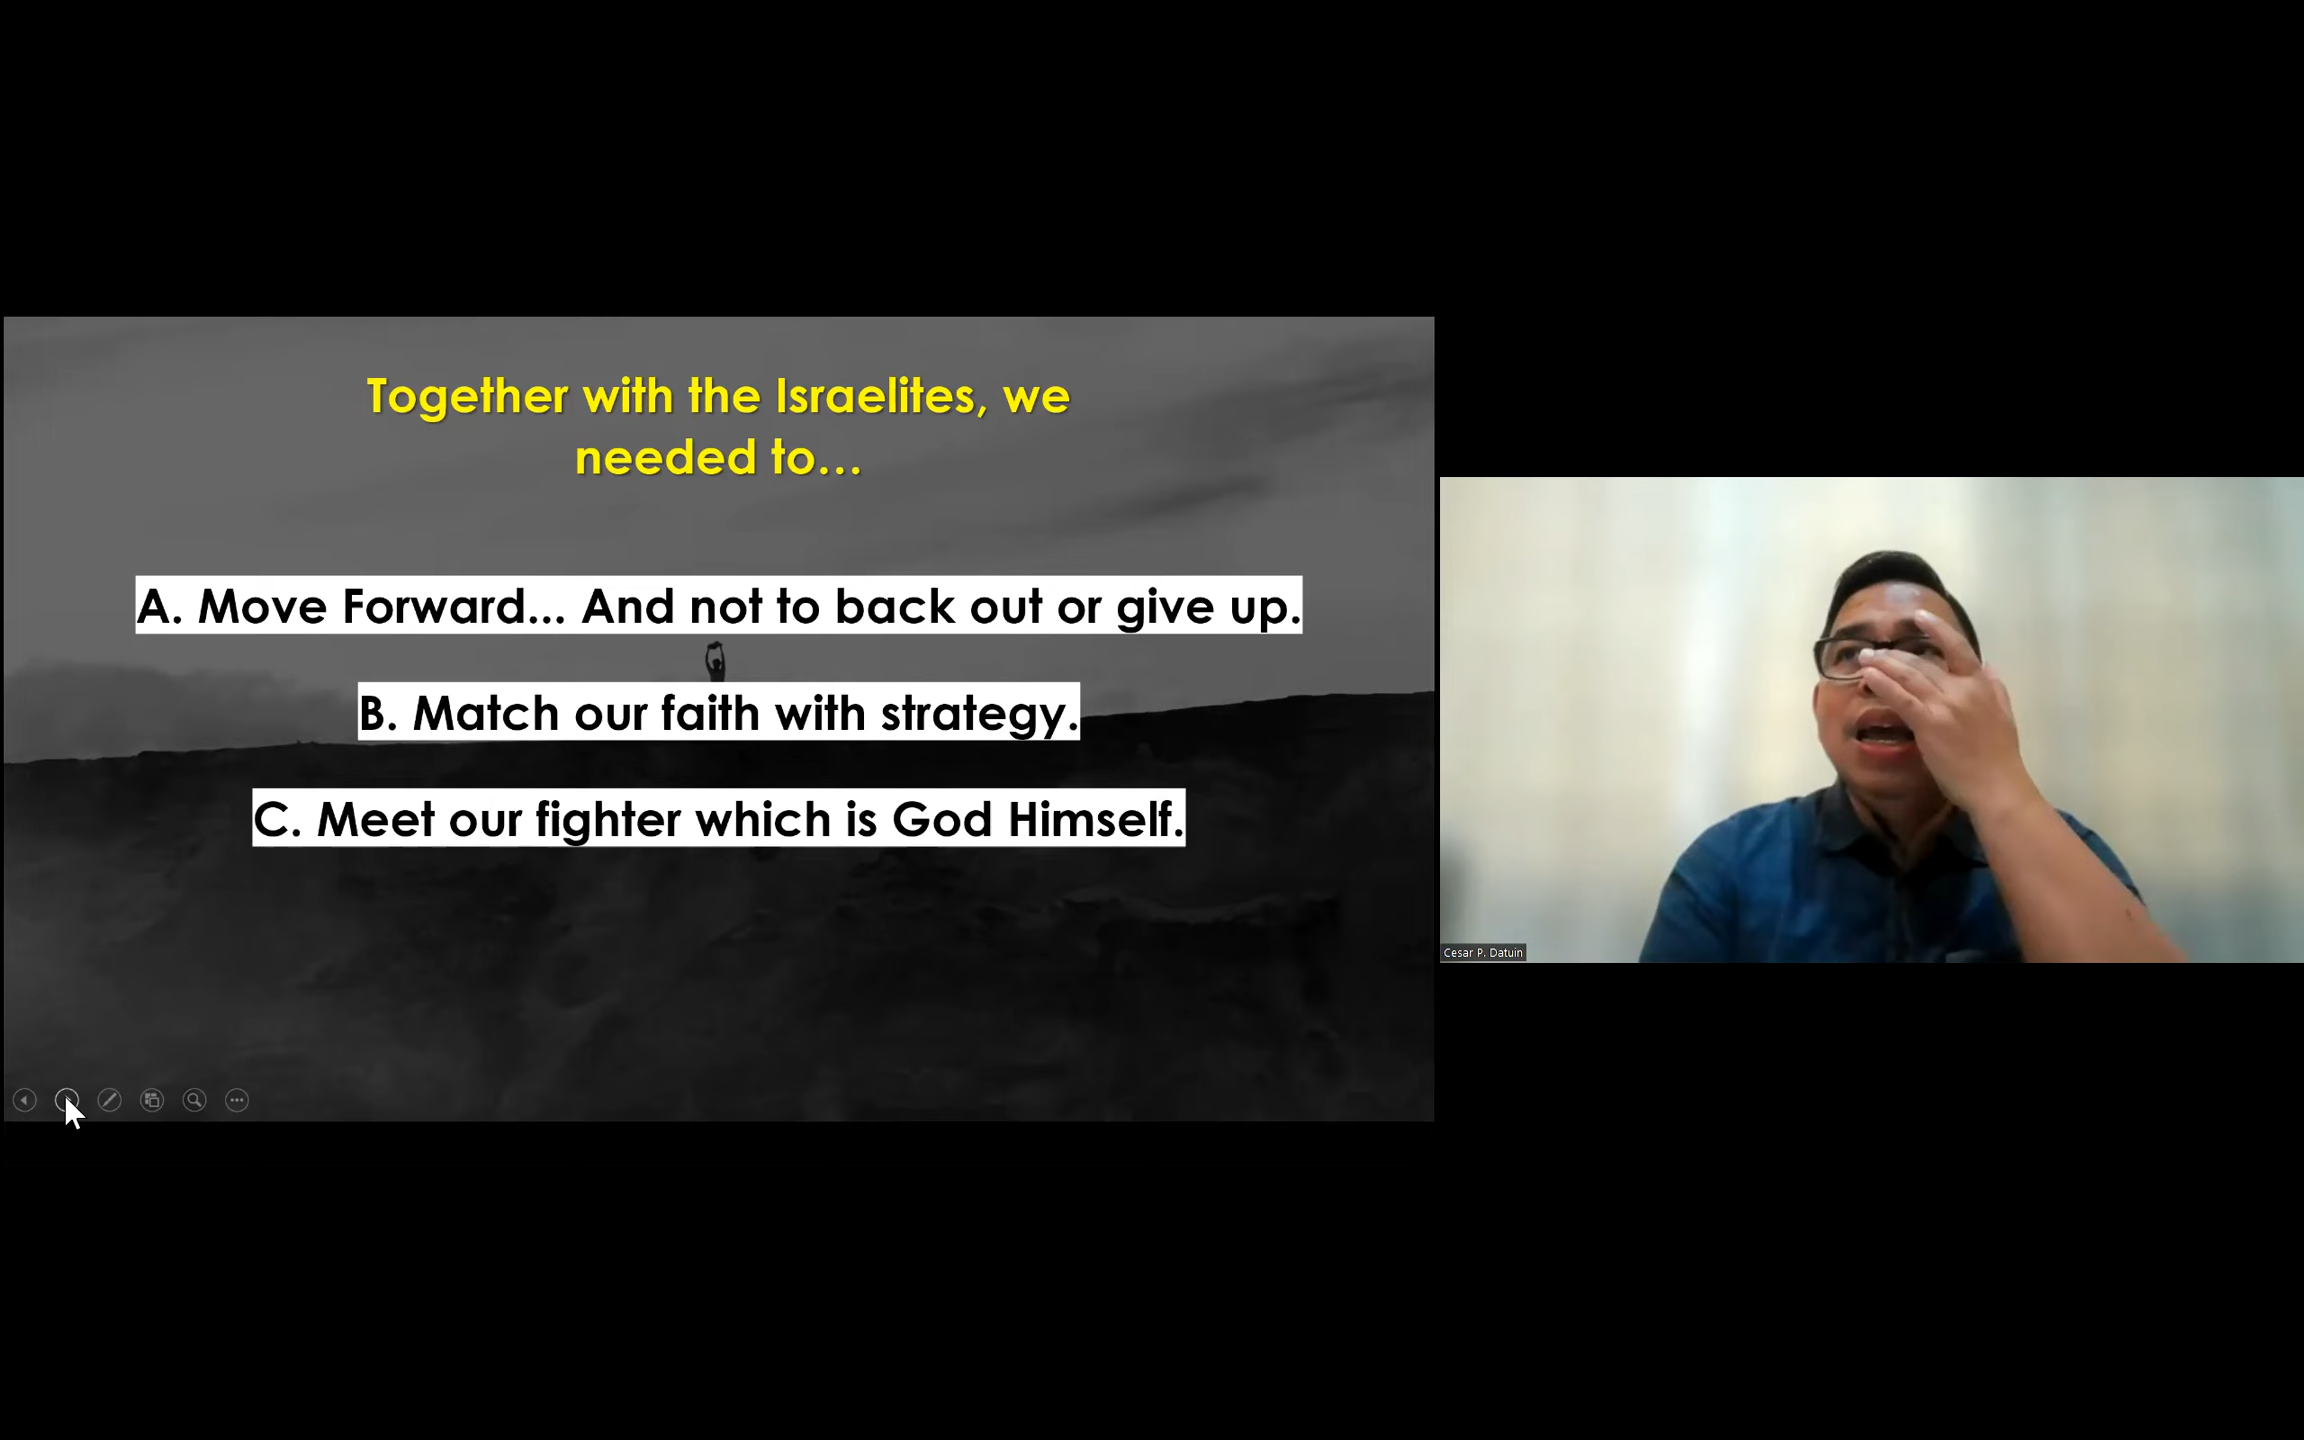 Together with the Israelites, we
needed to...
A. Move Forward... And not to back out or give up.
B. Match our faith with strategy.
C. Meet our fighter which is God Himself.
Cesar P. Datuin